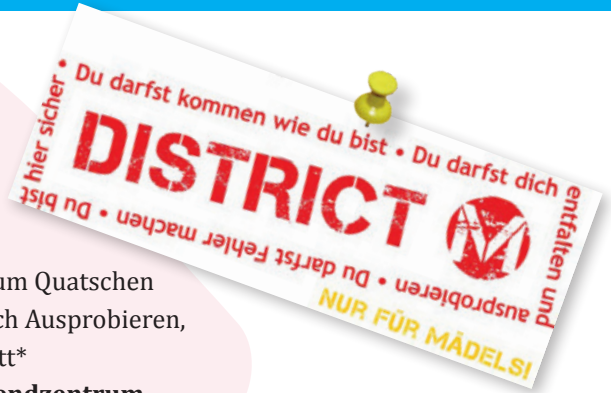 • Du darfst kommen wie du bist • Du darfst dich
entfalten und
ausprobieren • Du darfst Fehler machen • Du bist
hier sicher
DISTRICT M
NUR FÜR MÄDELS!
um Quatschen
ch Ausprobieren,
tt*
endzentrum